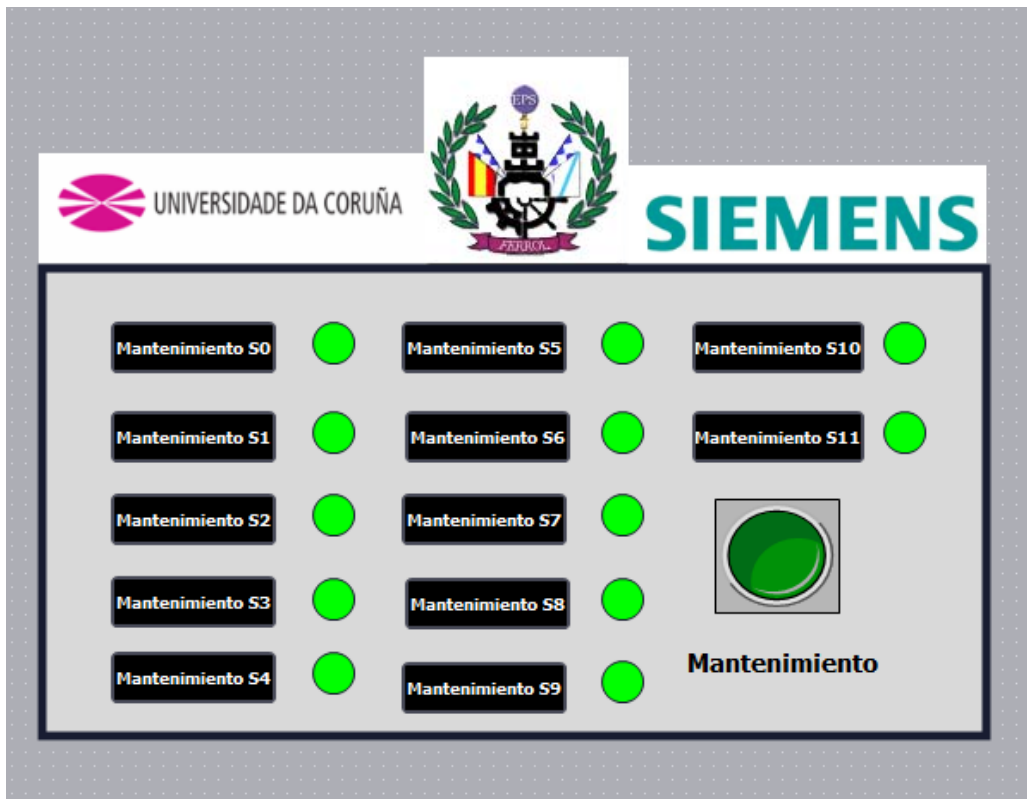 EPS
UNIVERSIDADE DA CORUÑA
FERROL
SIEMENS
Mantenimiento S0
Mantenimiento S5
Mantenimiento S10
Mantenimiento S1
Mantenimiento S6
Mantenimiento S11
Mantenimiento S2
Mantenimiento S7
Mantenimiento S3
Mantenimiento S8
Mantenimiento S4
Mantenimiento S9
Mantenimiento